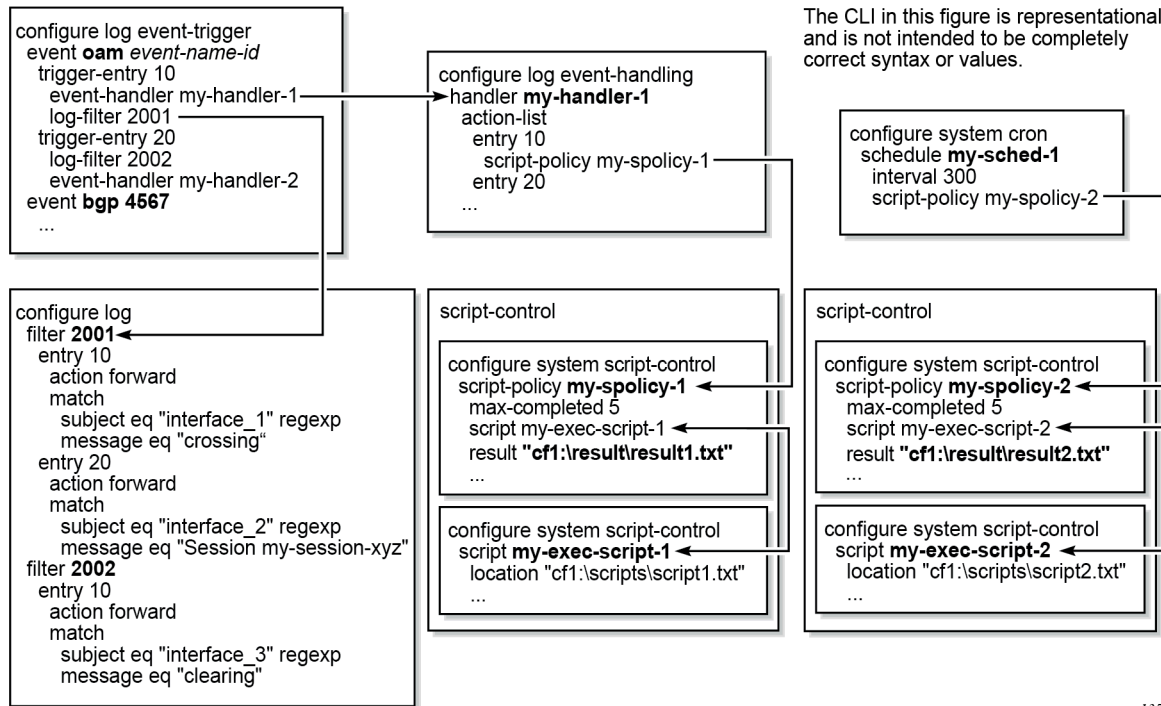 configure log event-trigger
event oam event-name-id
trigger-entry 10
event-handler my-handler-1
log-filter 2001
trigger-entry 20
log-filter 2002
event-handler my-handler-2
event bgp 4567
...
configure log event-handling
handler my-handler-1
action-list
entry 10
script-policy my-spolicy-1
entry 20
...
The CLI in this figure is representational
and is not intended to be completely
correct syntax or values.
configure system cron
schedule my-sched-1
interval 300
script-policy my-spolicy-2
configure log
filter 2001
entry 10
action forward
match
subject eq "interface_1" regexp
message eq "crossing“
entry 20
action forward
match
subject eq "interface_2" regexp
message eq "Session my-session-xyz"
filter 2002
entry 10
action forward
match
subject eq "interface_3" regexp
message eq "clearing"
script-control
configure system script-control
script-policy my-spolicy-1
max-completed 5
script my-exec-script-1
result "cf1:\result\result1.txt"
...
configure system script-control
script my-exec-script-1
location "cf1:\scripts\script1.txt"
...
script-control
configure system script-control
script-policy my-spolicy-2
max-completed 5
script my-exec-script-2
result "cf1:\result\result2.txt"
...
configure system script-control
script my-exec-script-2
location "cf1:\scripts\script2.txt"
...